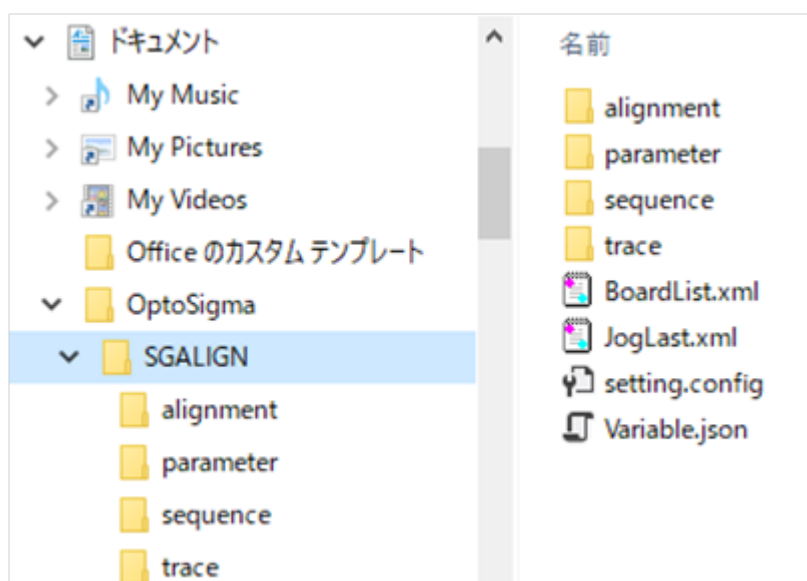 ドキュメント
My Music
My Pictures
My Videos
Office のカスタム テンプレート
OptoSigma
SGALIGN
alignment
parameter
sequence
trace
名前
alignment
parameter
sequence
trace
BoardList.xml
JogLast.xml
setting.config
Variable.json